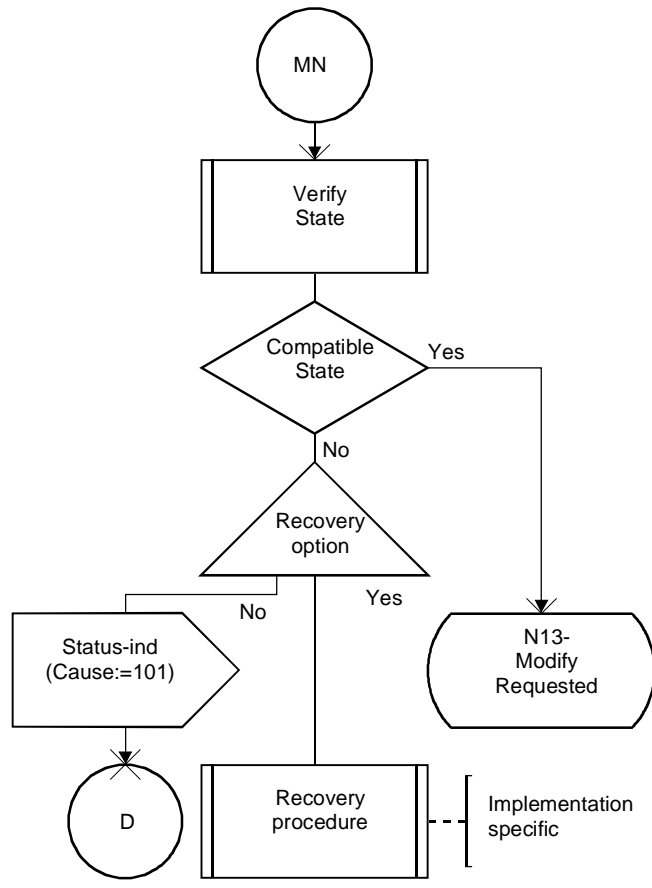 MN
Verify
State
Compatible
State
Yes
No
Recovery
option
No
Yes
Status-ind
(Cause:=101)
N13-
Modify
Requested
D
Recovery
procedure
Implementation
specific